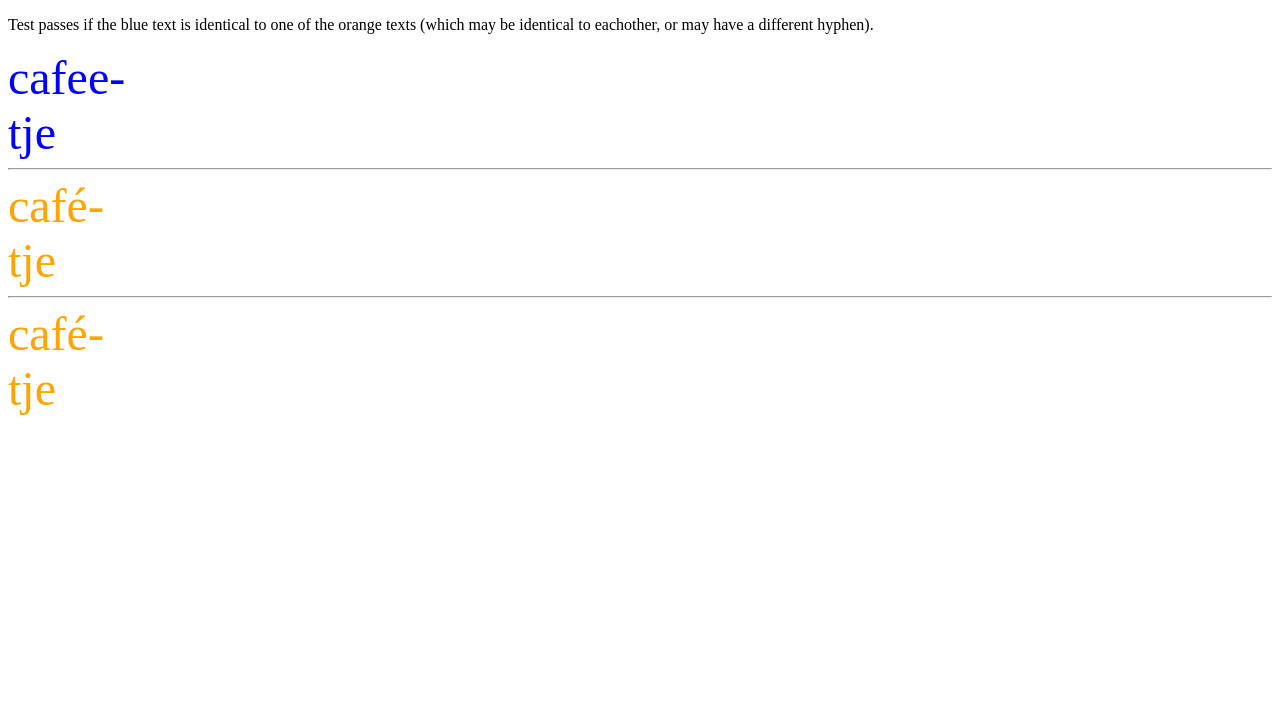 Test passes if the blue text is identical to one of the orange texts (which may be identical to eachother, or may have a different hyphen).
cafee-
tje
café-
tje
café-
tje